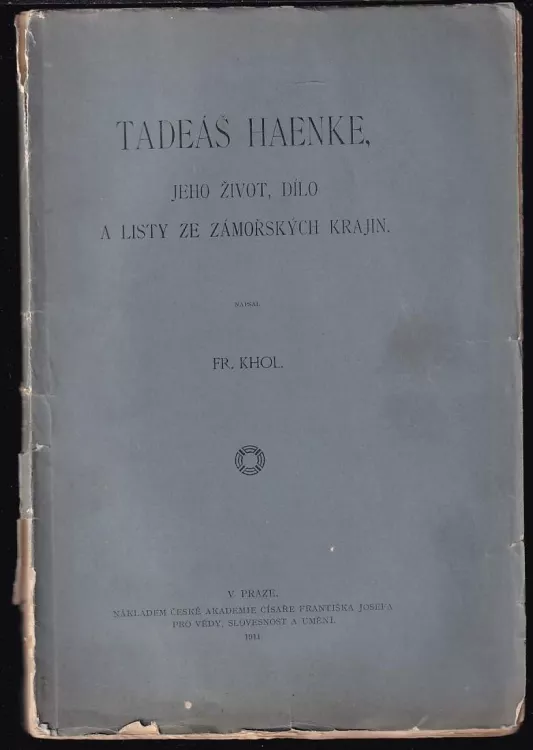 TADEÁŠ HAENKE,
JEHO ŽIVOT, DÍLO
A LISTY ZE ZÁMOŘSKÝCH KRAJIN.
NAPSAL
FR. KHOL.
V PRAZE.
NÁKLADEM ČESKÉ AKADEMIE CÍSAŘE FRANTIŠKA JOSEFA
PRO VĚDY, SLOVESNOST A UMĚNÍ.
1911